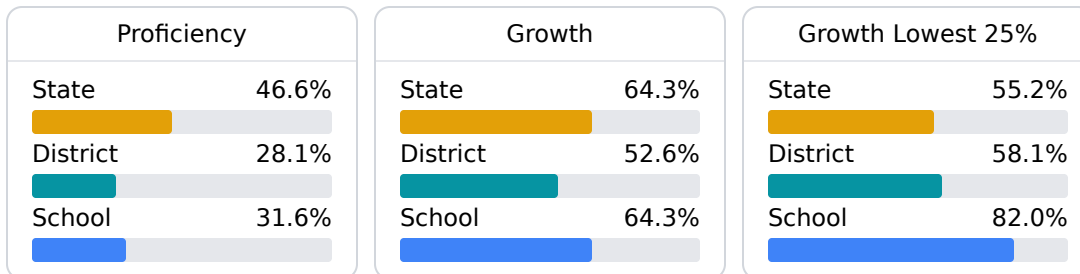 Proficiency
State 46.6%
District 28.1%
School 31.6%
Growth
State 64.3%
District 52.6%
School 64.3%
Growth Lowest 25%
State 55.2%
District 58.1%
School 82.0%